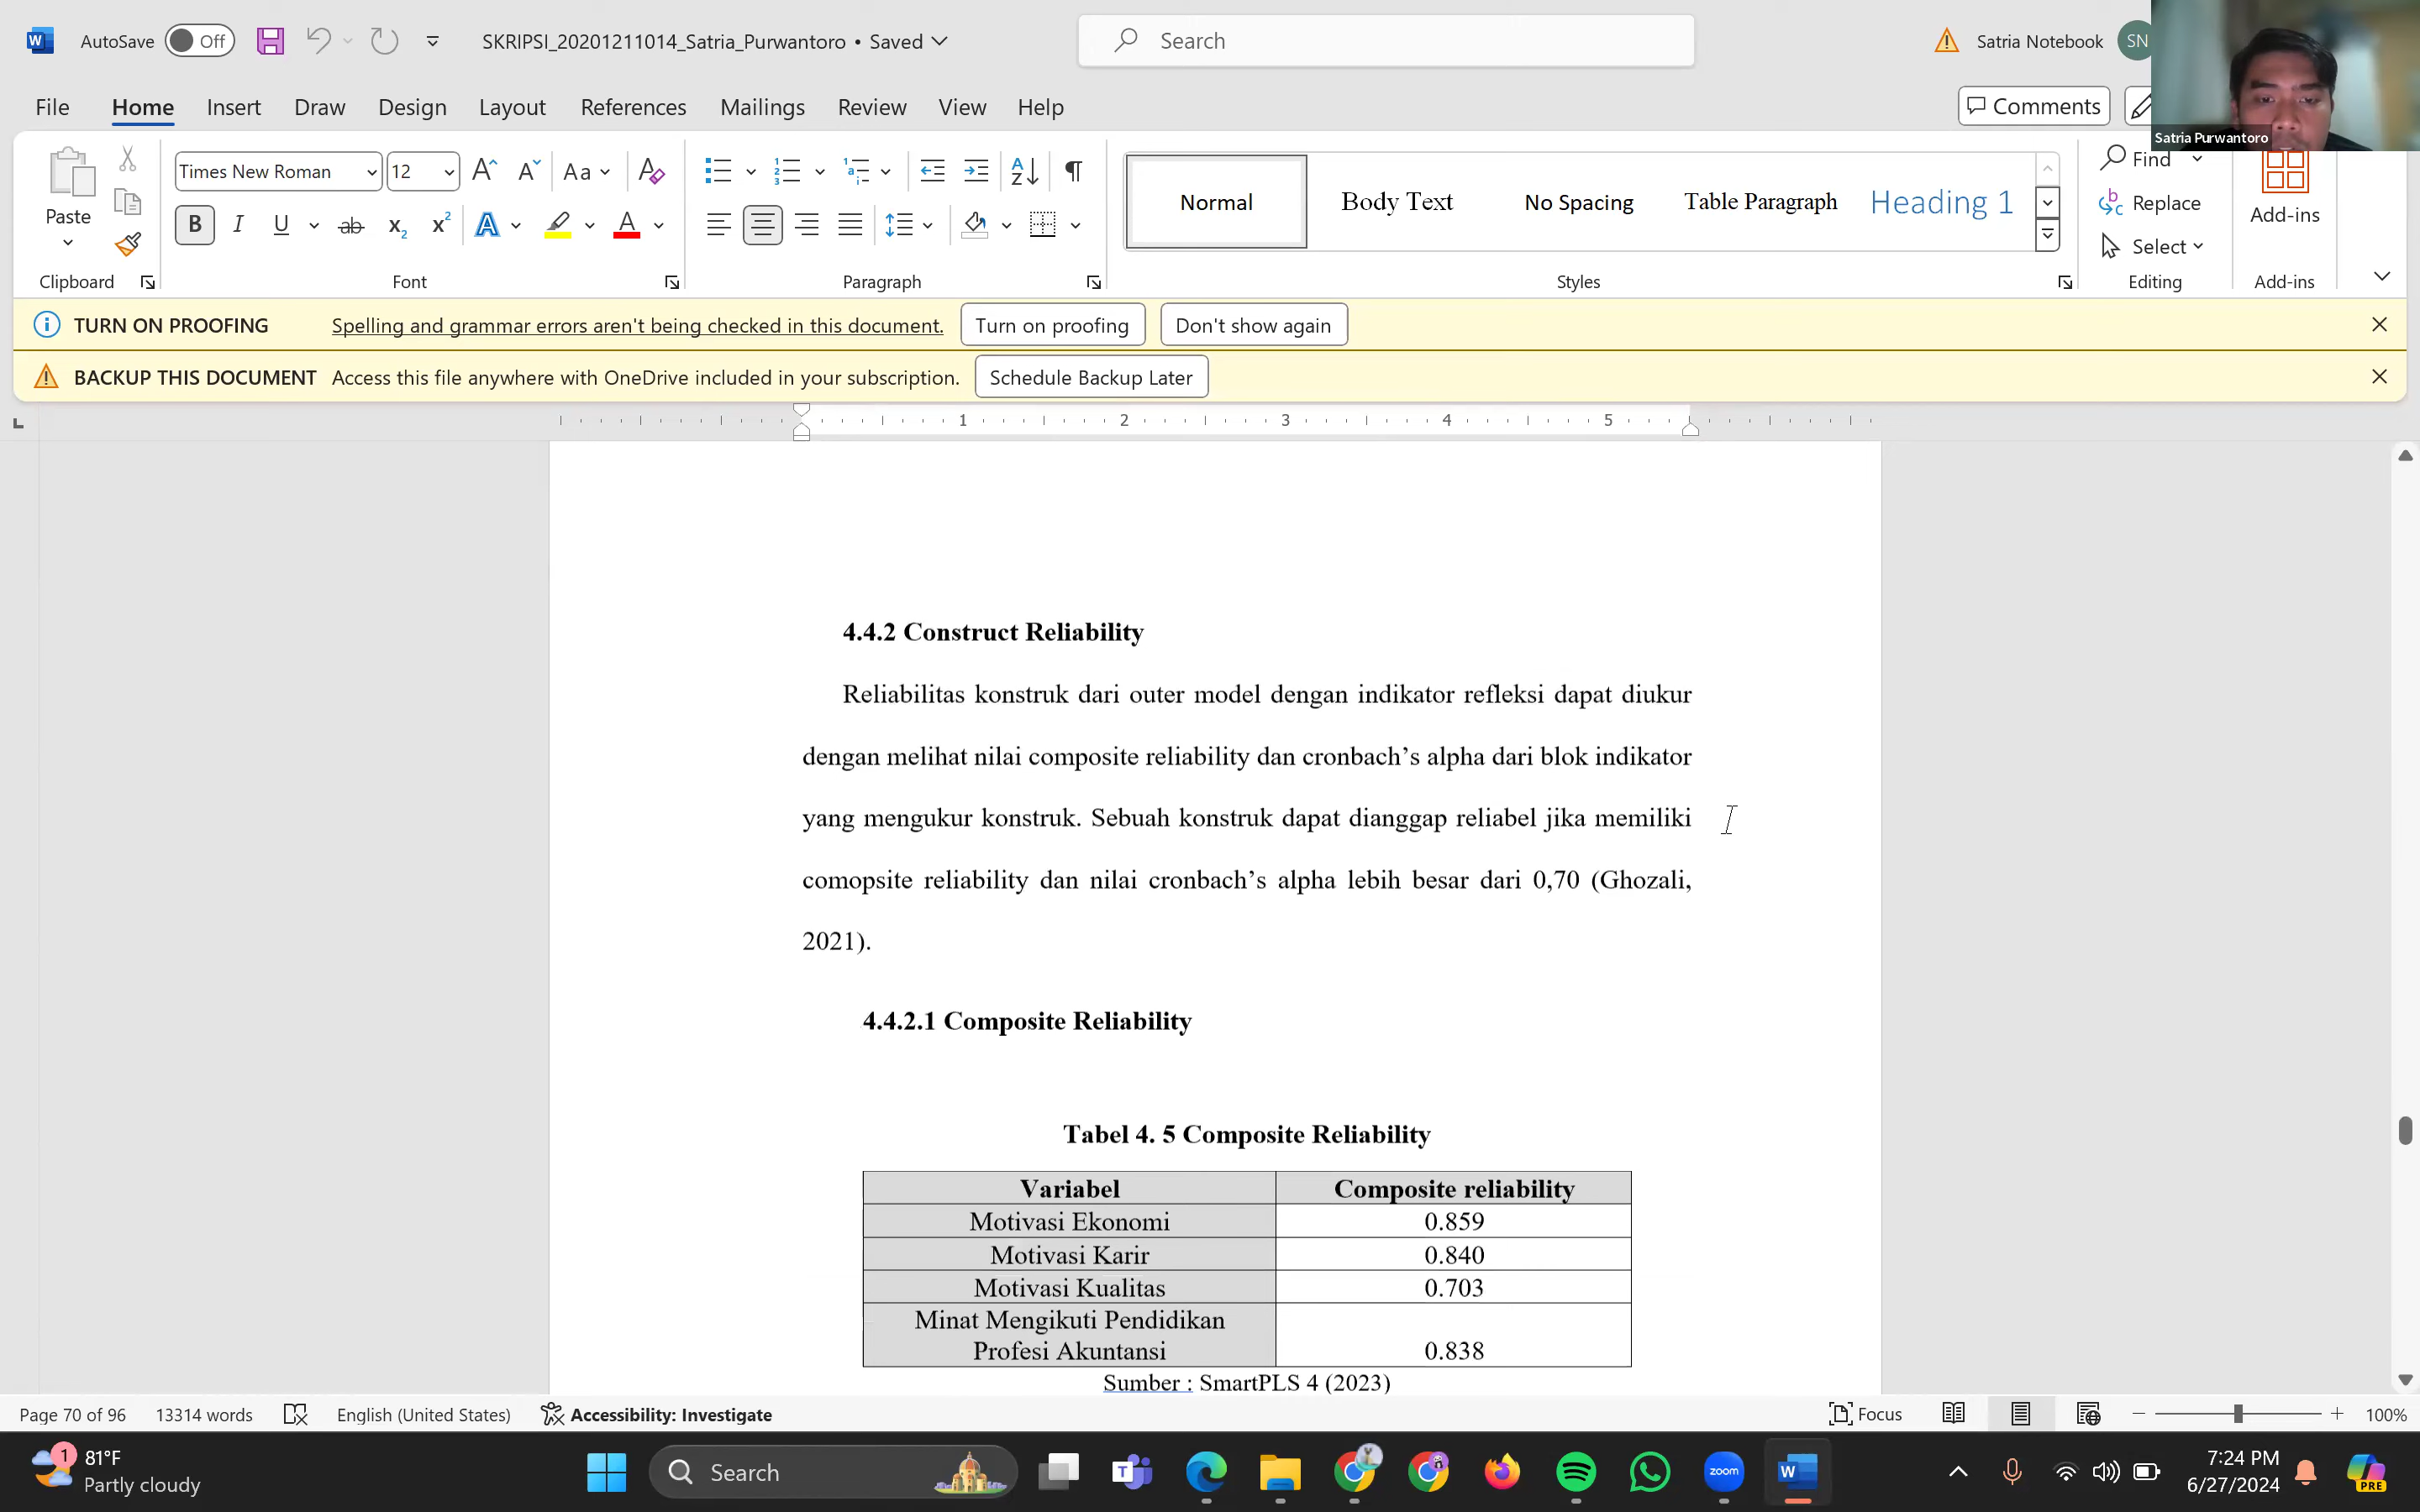 AutoSave Off SKRIPSI_20201211014_Satria_Purwantoro • Saved Search Satria Notebook SN
File Home Insert Draw Design Layout References Mailings Review View Help Comments
Satria Purwantoro
Paste Times New Roman 12 Aa Normal Body Text No Spacing Table Paragraph Heading 1 Find Replace Select Add-ins
Clipboard Font Paragraph Styles Editing Add-ins
TURN ON PROOFING Spelling and grammar errors aren't being checked in this document. Turn on proofing Don't show again
BACKUP THIS DOCUMENT Access this file anywhere with OneDrive included in your subscription. Schedule Backup Later
1 2 3 4 5
4.4.2 Construct Reliability
Reliabilitas konstruk dari outer model dengan indikator refleksi dapat diukur
dengan melihat nilai composite reliability dan cronbach’s alpha dari blok indikator
yang mengukur konstruk. Sebuah konstruk dapat dianggap reliabel jika memiliki
comopsite reliability dan nilai cronbach’s alpha lebih besar dari 0,70 (Ghozali,
2021).
4.4.2.1 Composite Reliability
Tabel 4. 5 Composite Reliability
Variabel Composite reliability
Motivasi Ekonomi 0.859
Motivasi Karir 0.840
Motivasi Kualitas 0.703
Minat Mengikuti Pendidikan
Profesi Akuntansi 0.838
Sumber : SmartPLS 4 (2023)
Page 70 of 96 13314 words English (United States) Accessibility: Investigate Focus 100%
1 81°F
Partly cloudy
Search
zoom
7:24 PM
6/27/2024
PRE